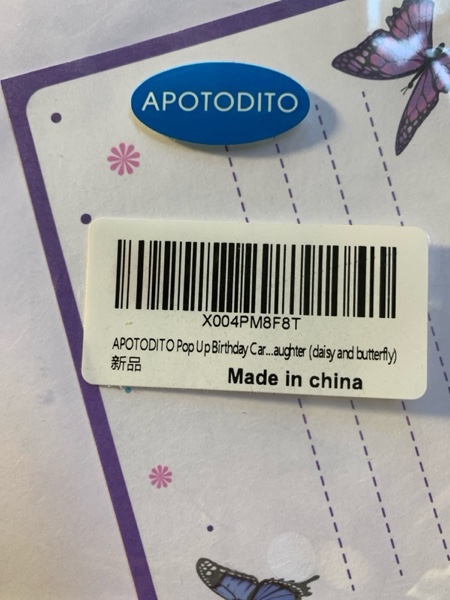 APOTODITO
X004PM8F8T
APOTODITO Pop Up Birthday Car...aughter (daisy and butterfly)
新品
Made in china